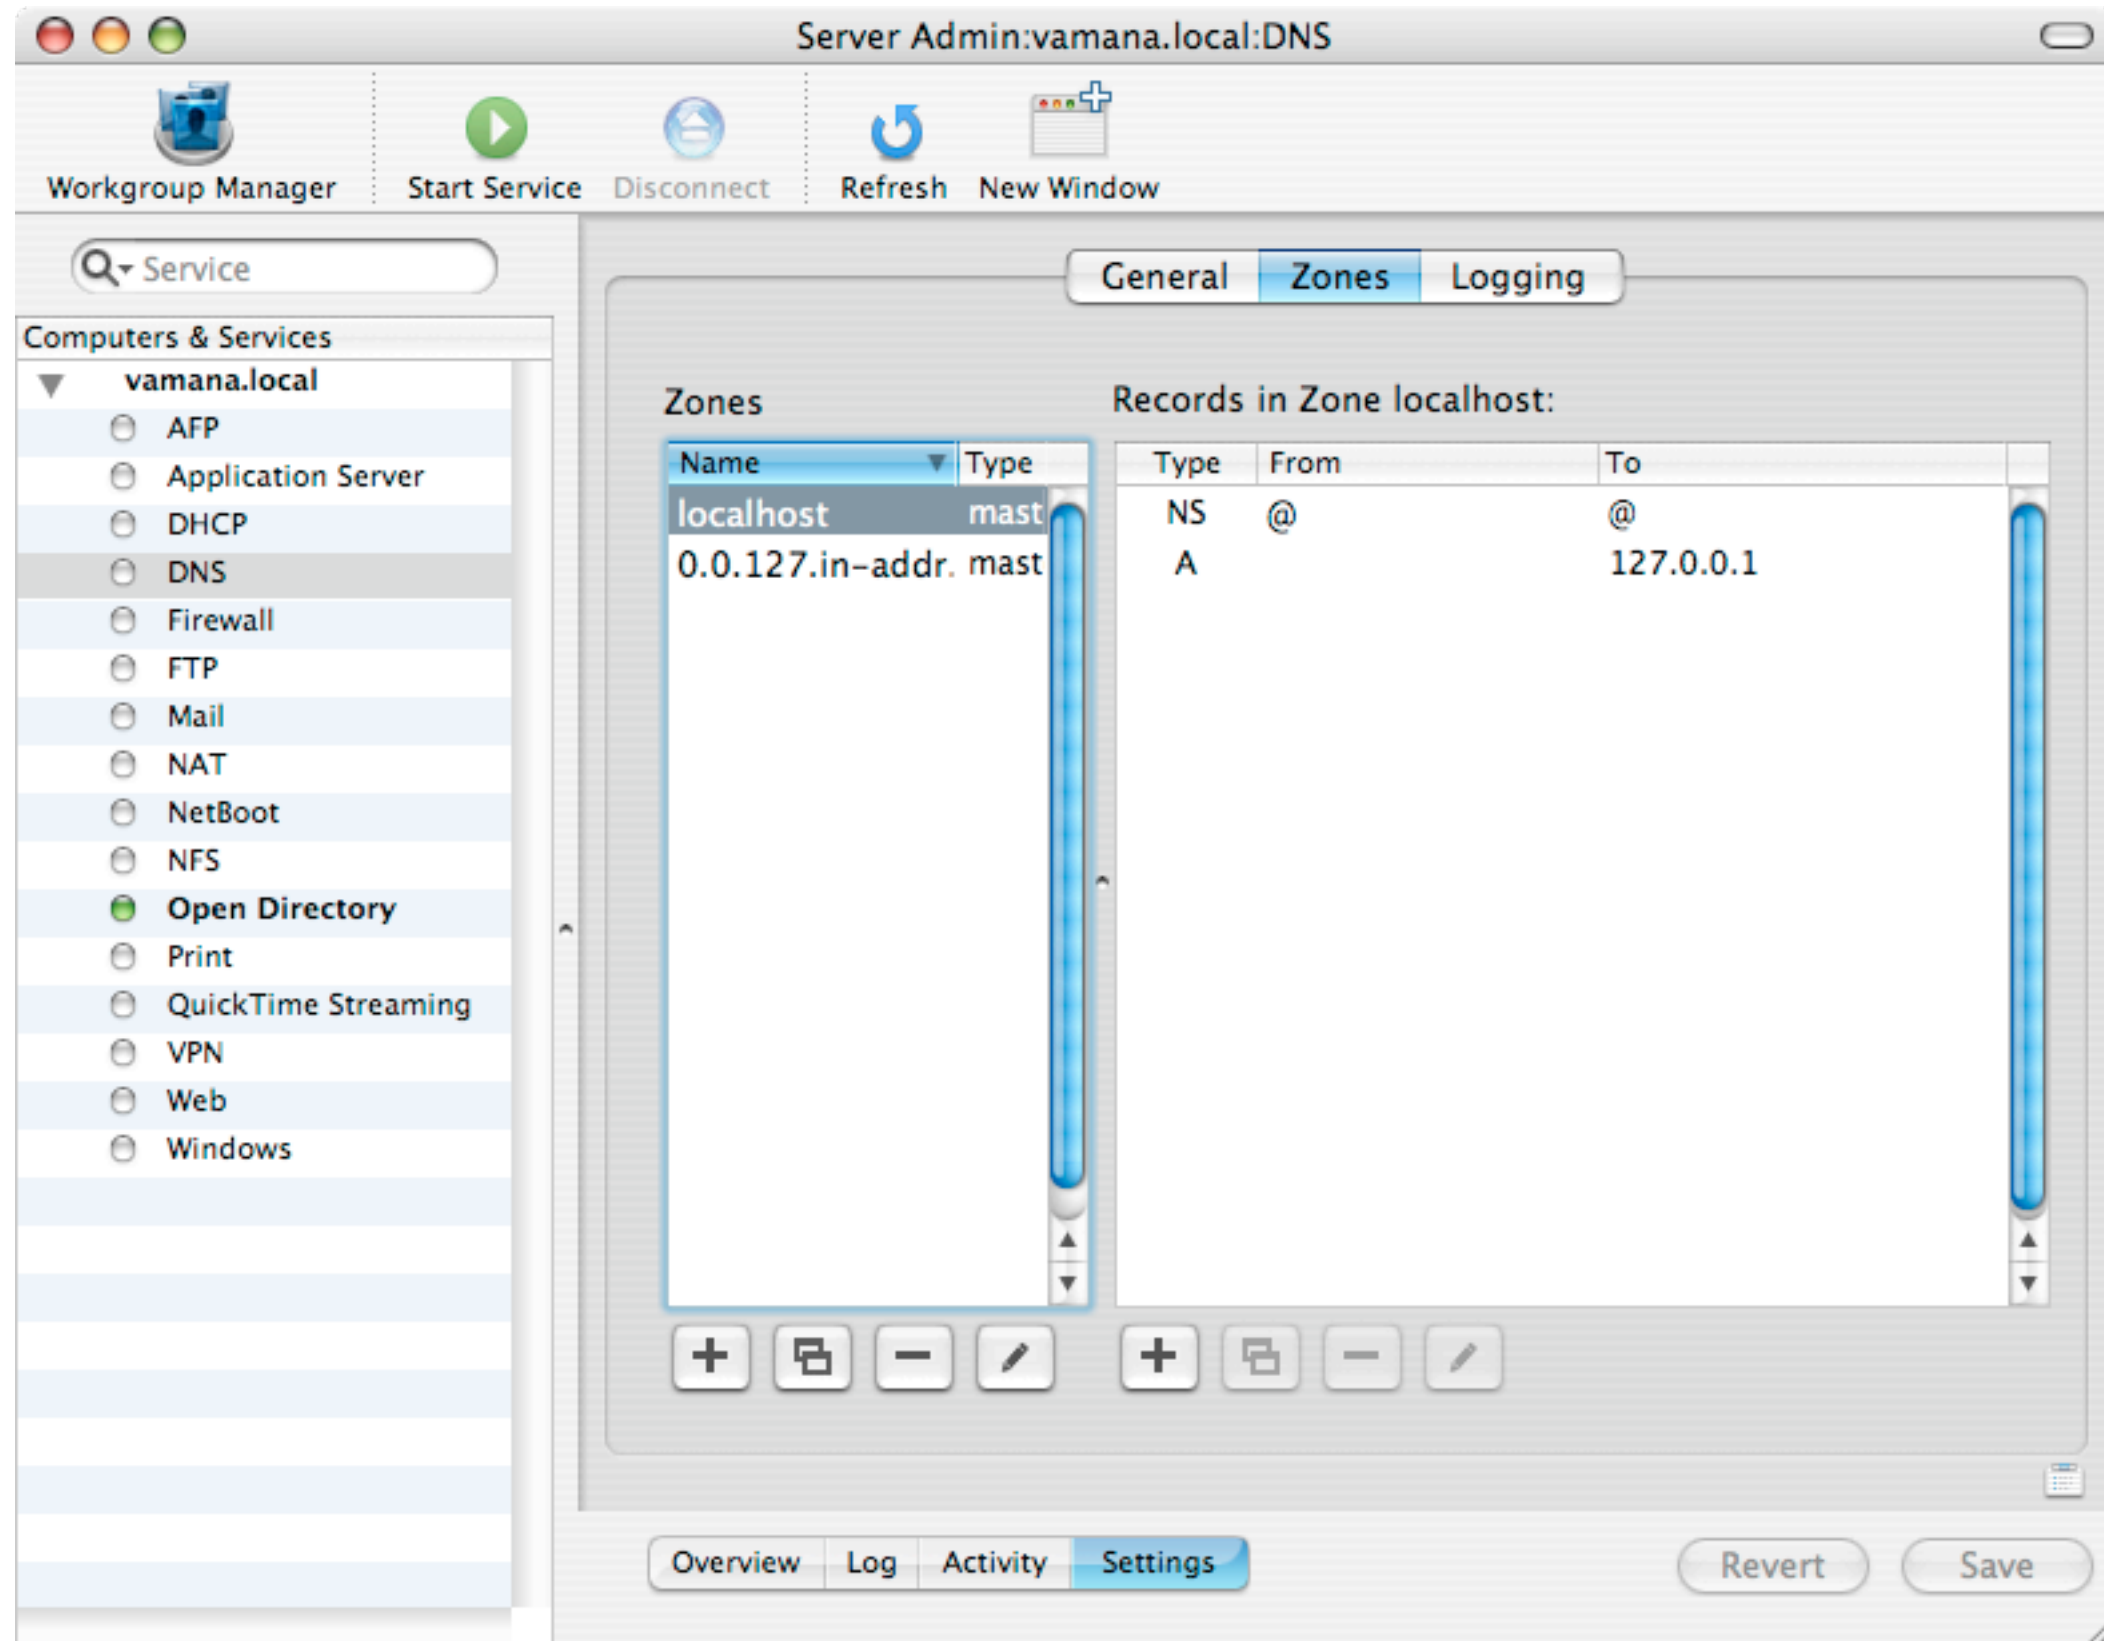 Server Admin:vamana.local:DNS
Workgroup Manager Start Service Disconnect Refresh New Window
Service
Computers & Services
vamana.local
AFP
Application Server
DHCP
DNS
Firewall
FTP
Mail
NAT
NetBoot
NFS
Open Directory
Print
QuickTime Streaming
VPN
Web
Windows
General Zones Logging
Zones
Name Type
localhost mast
0.0.127.in-addr. mast
Records in Zone localhost:
Type From To
NS @ @
A 127.0.0.1
Overview Log Activity Settings
Revert Save